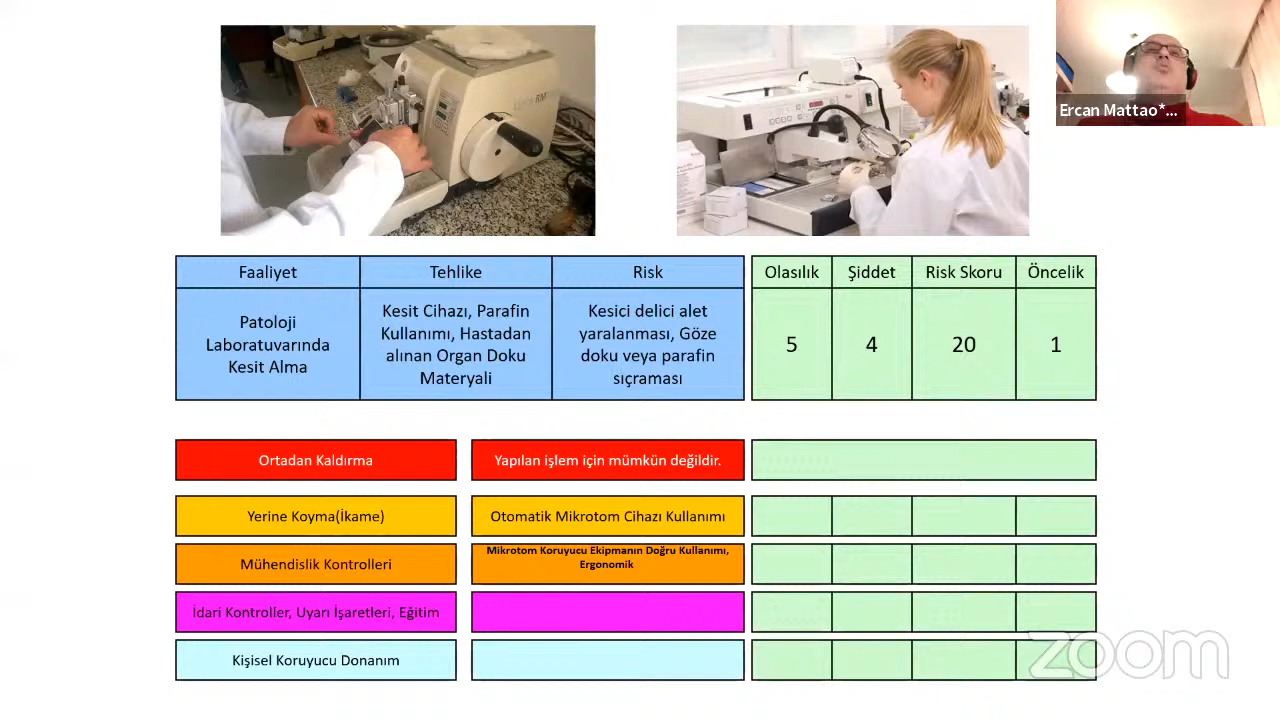 Ercan Mattao*...
Faaliyet
Tehlike
Risk
Olasılık
Şiddet
Risk Skoru
Öncelik
Patoloji
Laboratuvarında
Kesit Alma
Kesit Cihazı, Parafin
Kullanımı, Hastadan
alınan Organ Doku
Materyali
Kesici delici alet
yaralanması, Göze
doku veya parafin
sıçraması
5
4
20
1
Ortadan Kaldırma
Yapılan işlem için mümkün değildir.
Yerine Koyma(İkame)
Otomatik Mikrotom Cihazı Kullanımı
Mühendislik Kontrolleri
Mikrotom Koruyucu Ekipmanın Doğru Kullanımı,
Ergonomik
İdari Kontroller, Uyarı İşaretleri, Eğitim
Kişisel Koruyucu Donanım
zoom